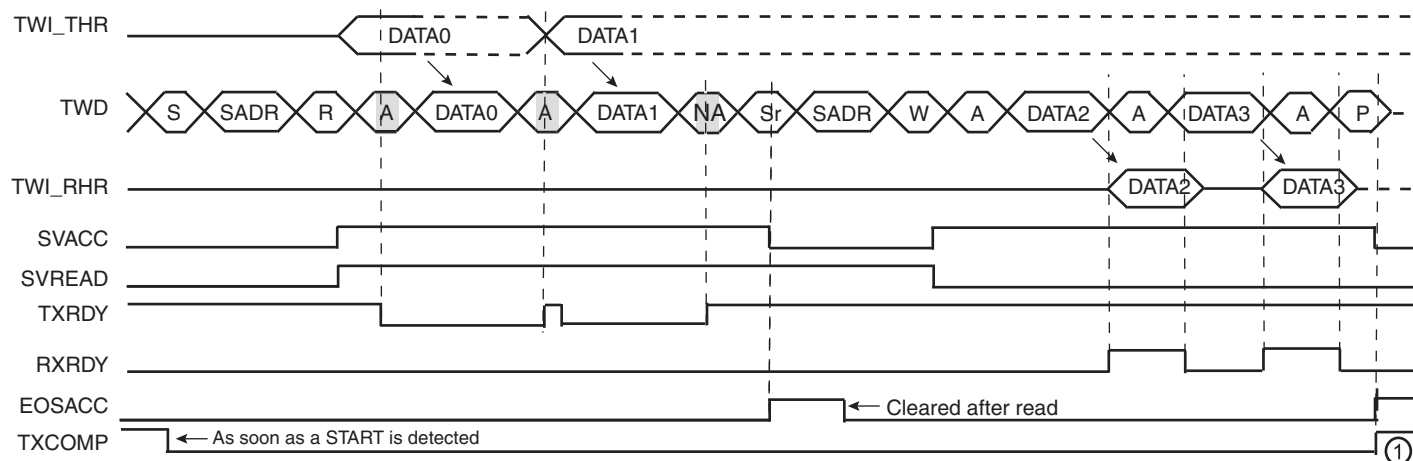 TWI_THR DATA0 DATA1
TWD S SADR R A DATA0 A DATA1 NA Sr SADR W A DATA2 A DATA3 A P
TWI_RHR DATA2 DATA3
SVACC
SVREAD
TXRDY
RXRDY
EOSACC Cleared after read
TXCOMP As soon as a START is detected 1